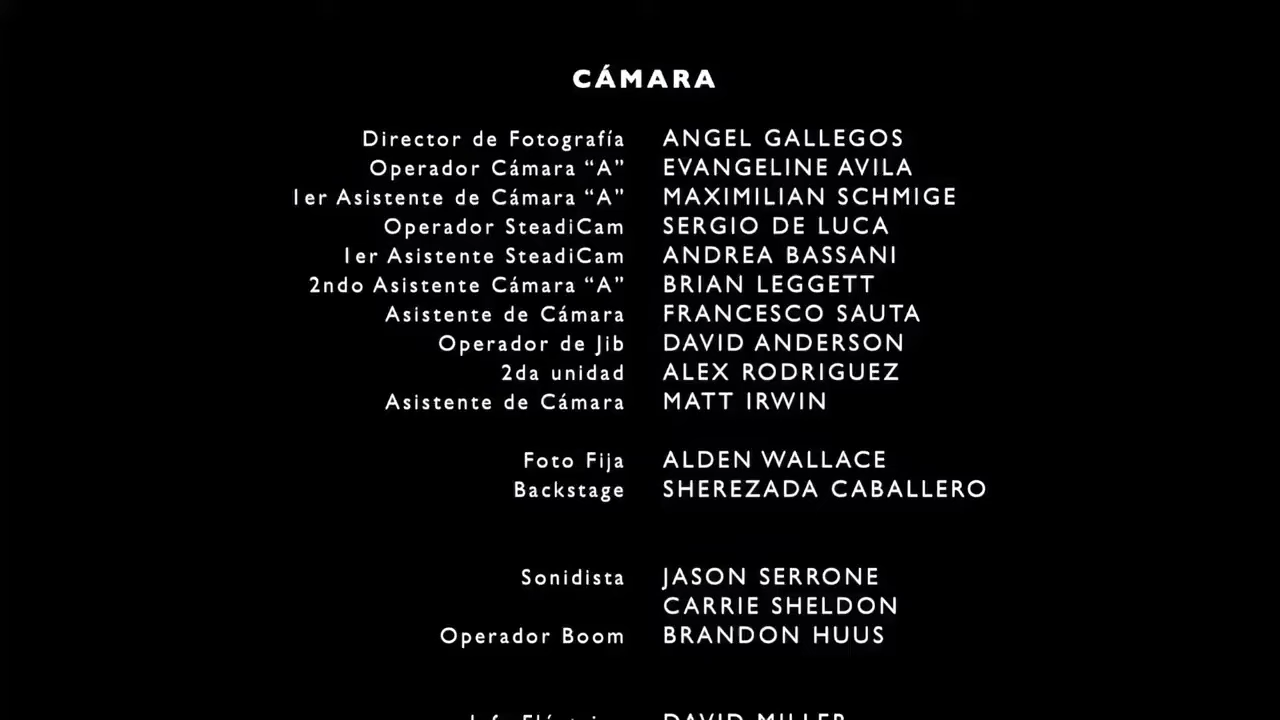 CÁMARA
Director de Fotografía ANGEL GALLEGOS
Operador Cámara “A” EVANGELINE AVILA
1er Asistente de Cámara “A” MAXIMILIAN SCHMIGE
Operador SteadiCam SERGIO DE LUCA
1er Asistente SteadiCam ANDREA BASSANI
2ndo Asistente Cámara “A” BRIAN LEGGETT
Asistente de Cámara FRANCESCO SAUTA
Operador de Jib DAVID ANDERSON
2da unidad ALEX RODRIGUEZ
Asistente de Cámara MATT IRWIN
Foto Fija ALDEN WALLACE
Backstage SHEREZADA CABALLERO
Sonidista JASON SERRONE
CARRIE SHELDON
Operador Boom BRANDON HUUS
DAVID MILLER